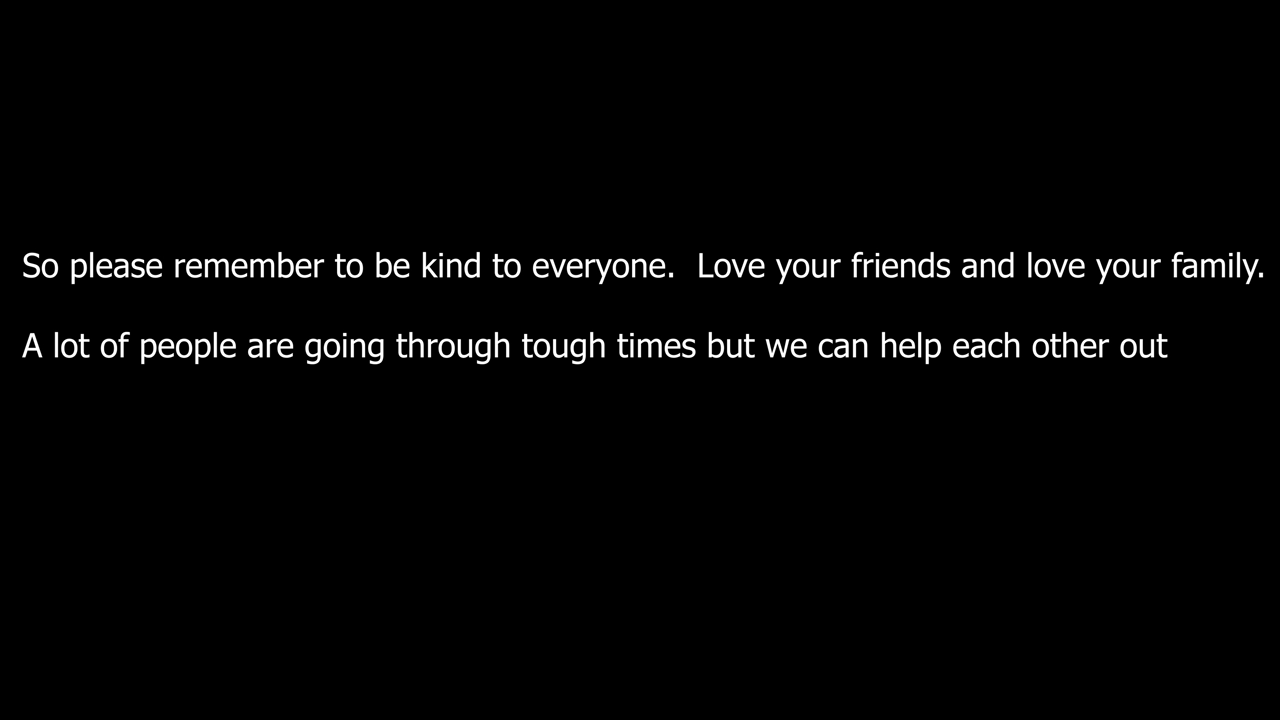 So please remember to be kind to everyone.  Love your friends and love your family.
A lot of people are going through tough times but we can help each other out